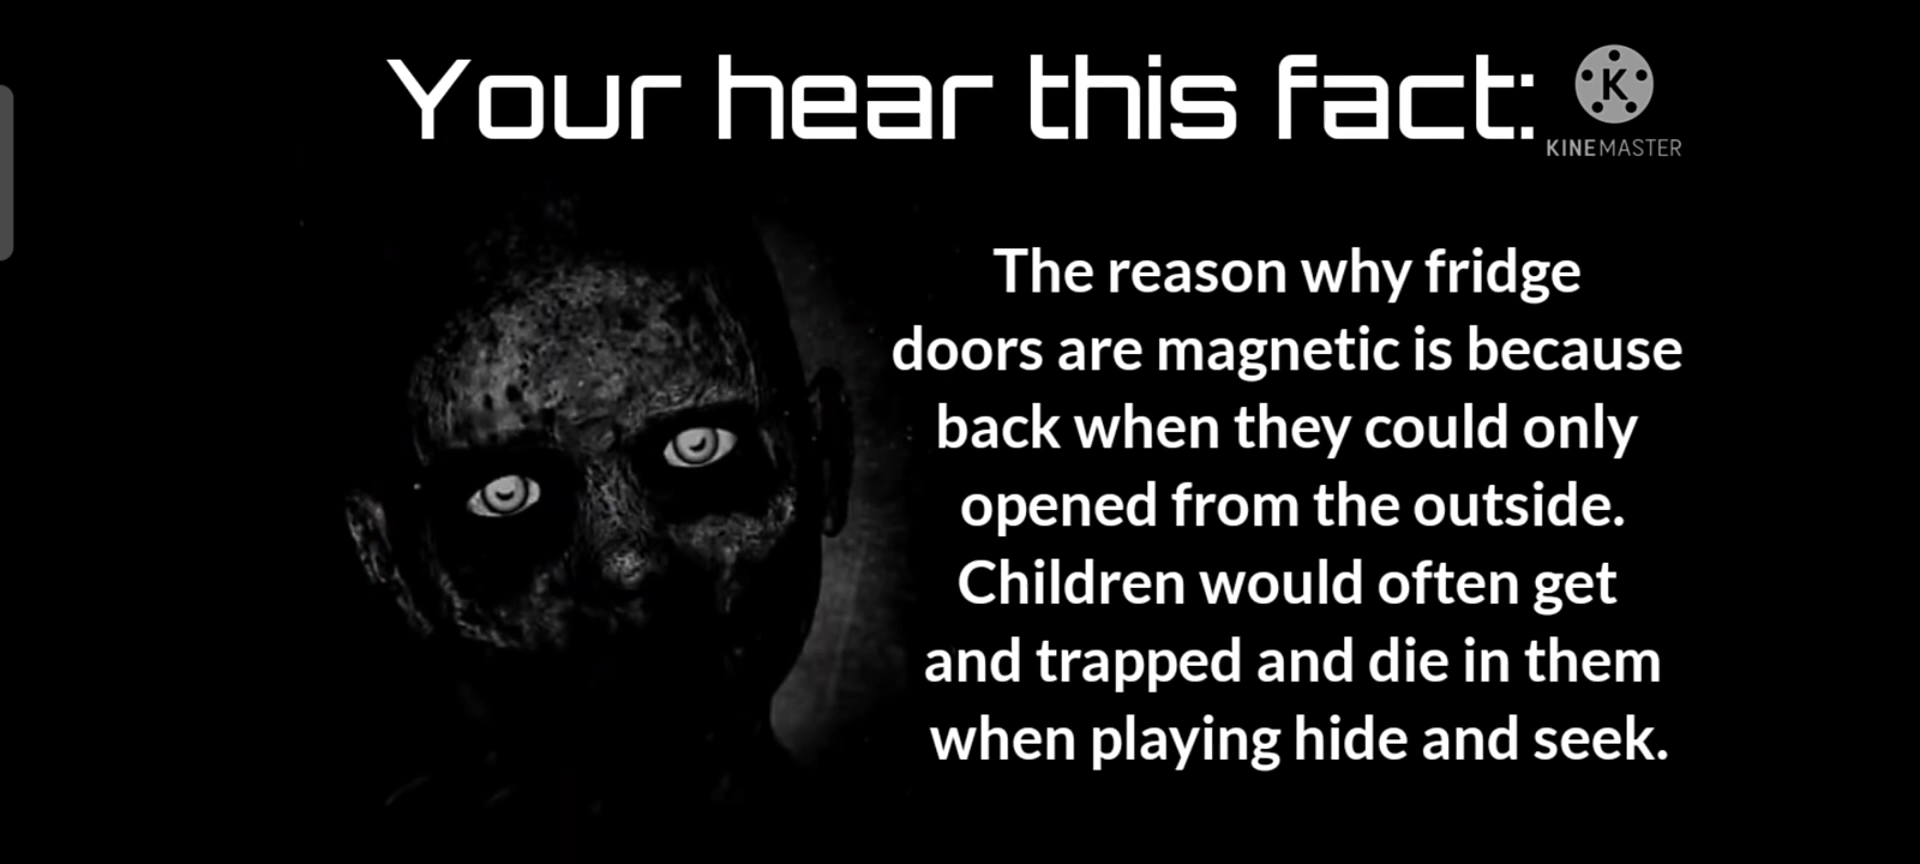 Your hear this fact:
K
KINEMASTER
The reason why fridge
doors are magnetic is because
back when they could only
opened from the outside.
Children would often get
and trapped and die in them
when playing hide and seek.